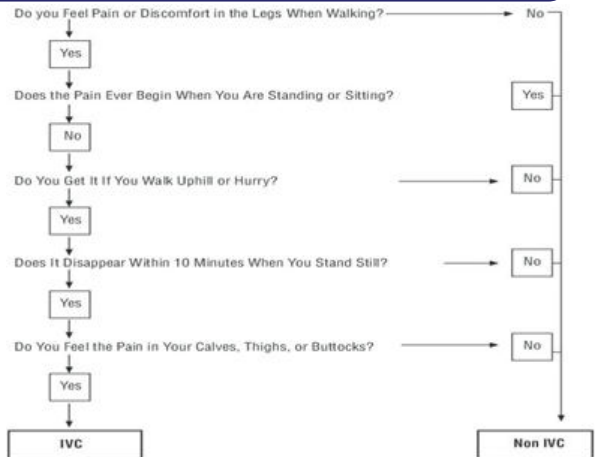 Do you Feel Pain or Discomfort in the Legs When Walking? No
Yes
Does the Pain Ever Begin When You Are Standing or Sitting? Yes
No
Do You Get It If You Walk Uphill or Hurry? No
Yes
Does It Disappear Within 10 Minutes When You Stand Still? No
Yes
Do You Feel the Pain in Your Calves, Thighs, or Buttocks? No
Yes
IVC Non IVC